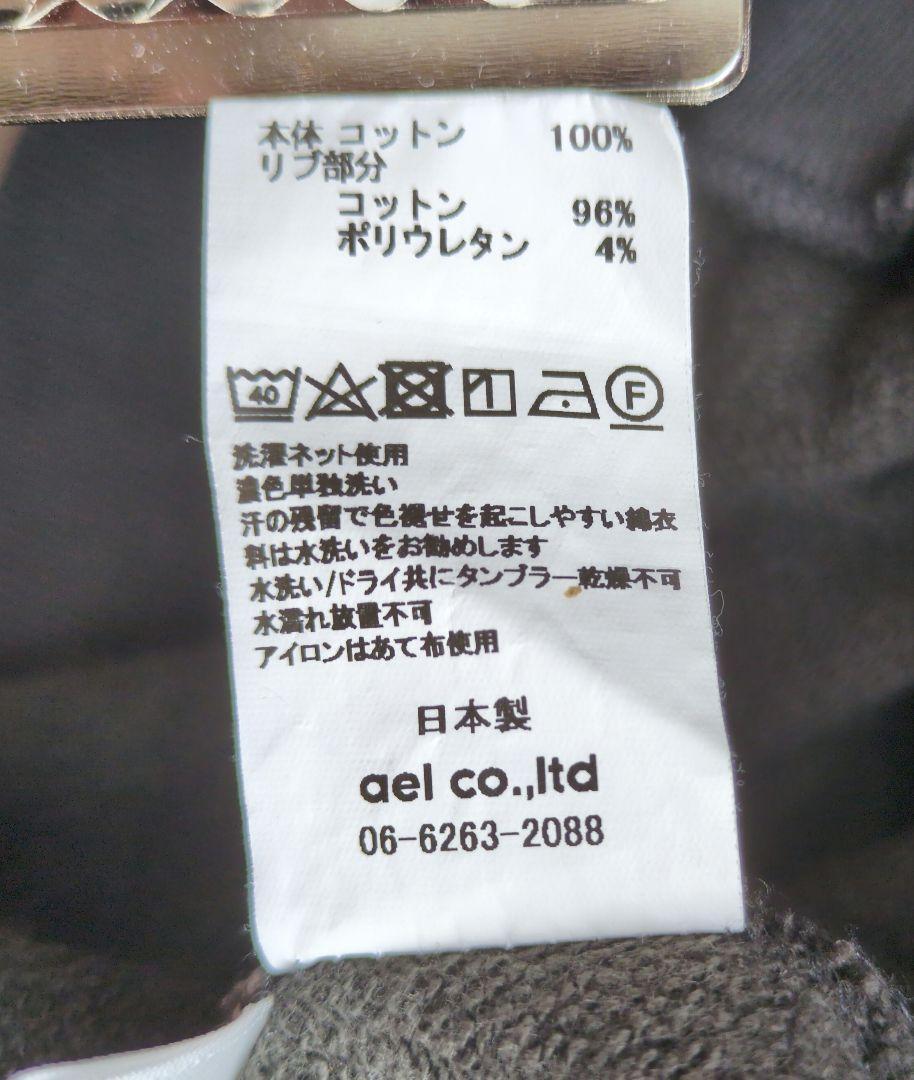 本体 コットン 100%
リブ部分
コットン 96%
ポリウレタン 4%
40 F
洗濯ネット使用
濃色単独洗い
汗の残留で色褪せを起こしやすい綿衣
料は水洗いをお勧めします
水洗い/ドライ共にタンブラー乾燥不可
水濡れ放置不可
アイロンはあて布使用
日本製
ael co.,ltd
06-6263-2088